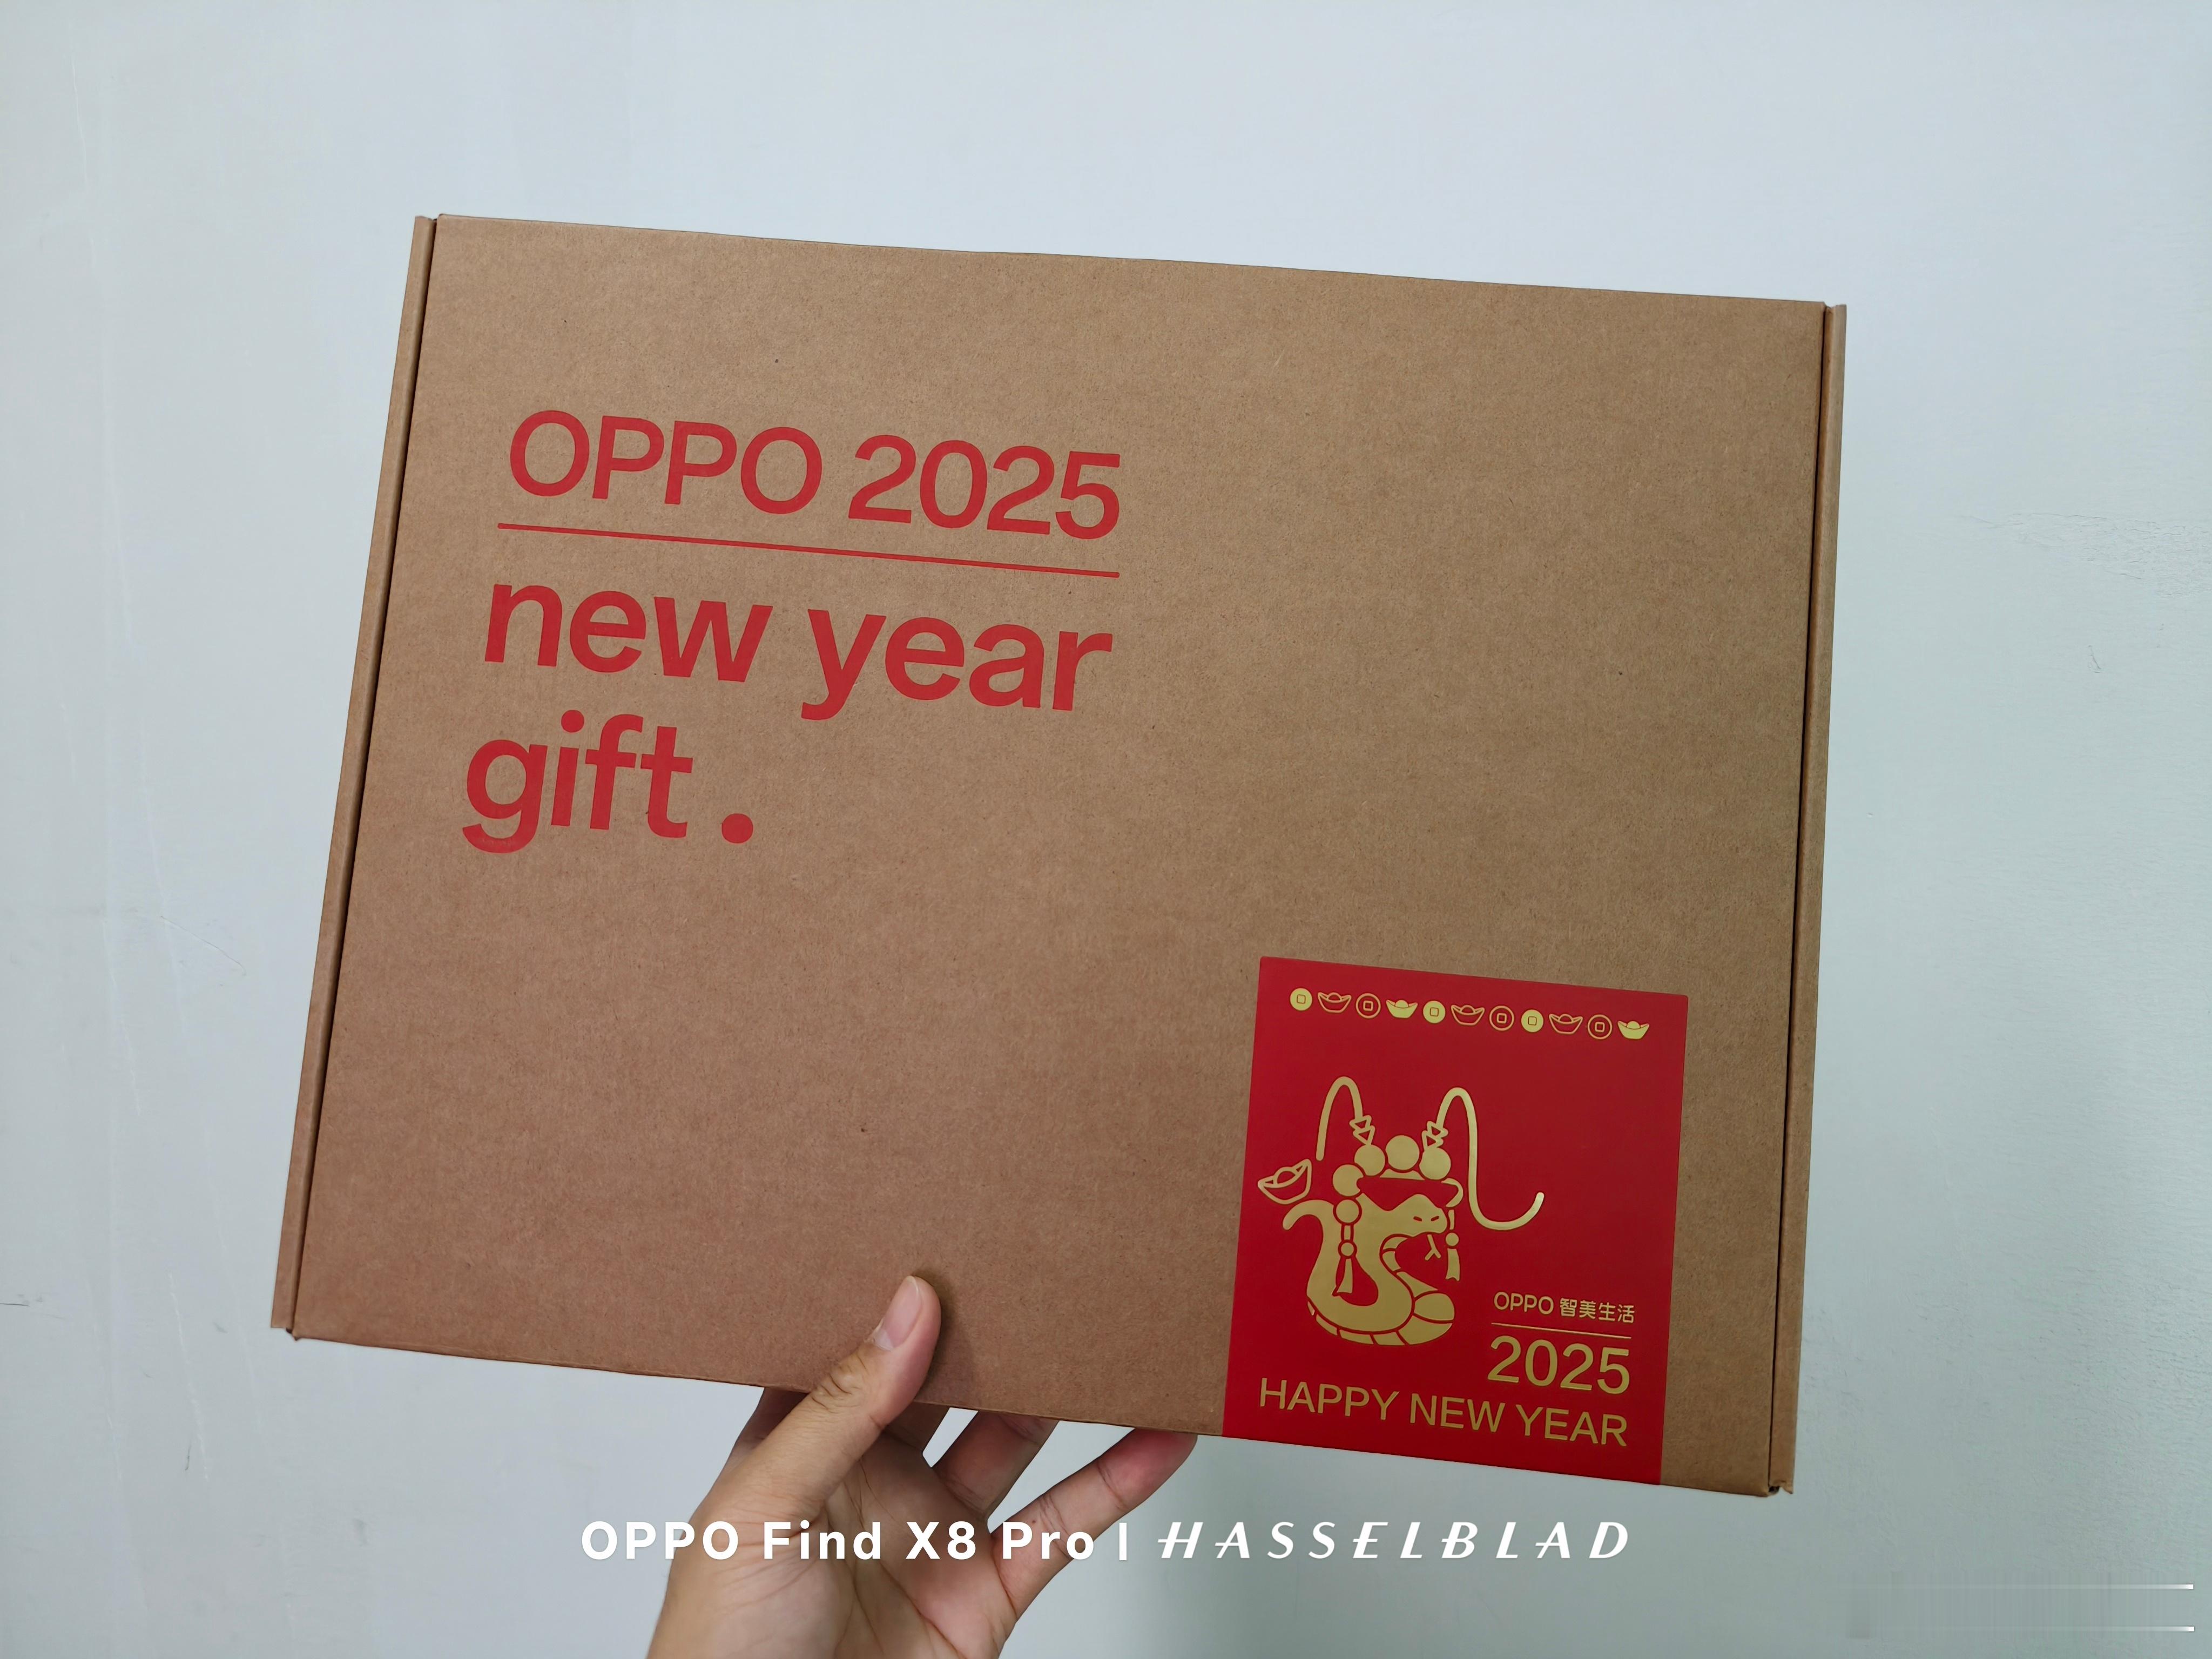 OPPO 2025
new year
gift.
OPPO 智美生活
2025
HAPPY NEW YEAR
OPPO Find X8 Pro | HASSELBLAD